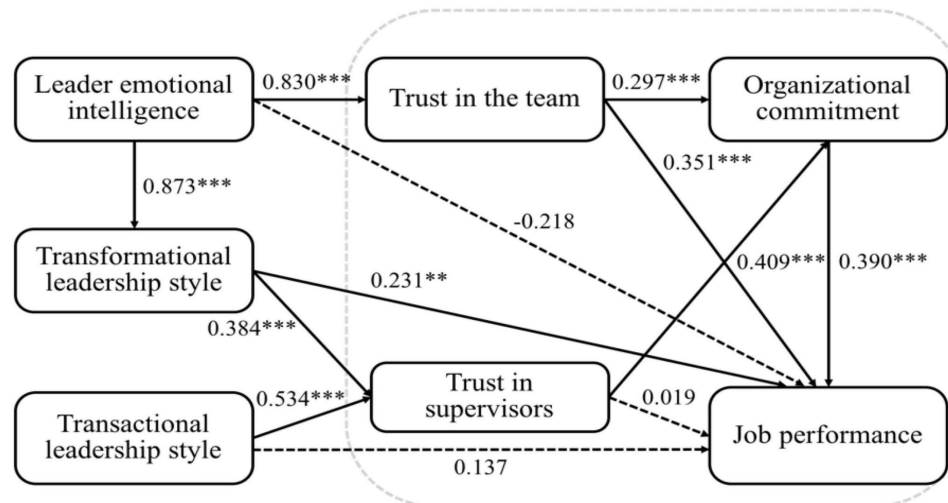 Leader emotional
intelligence
0.830***
Trust in the team
0.297***
Organizational
commitment
0.873***
0.351***
-0.218
Transformational
leadership style
0.231**
0.409***
0.390***
0.384***
Trust in
supervisors
0.019
0.534***
Transactional
leadership style
0.137
Job performance